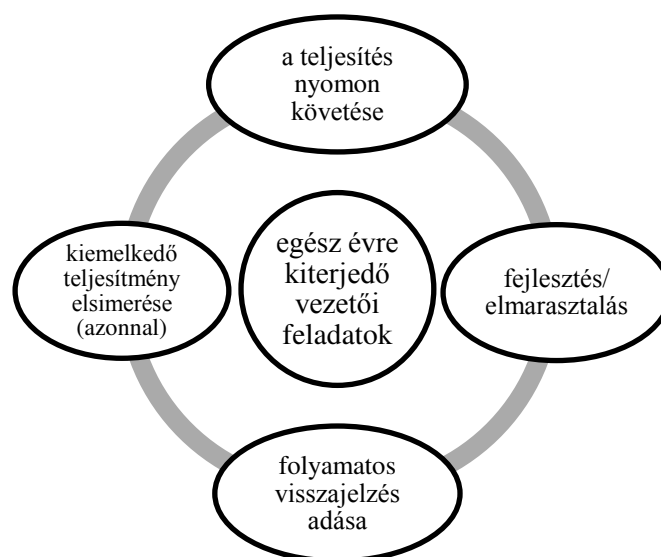 a teljesítés
nyomon
követése
kiemelkedő
teljesítmény
elsimerése
(azonnal)
egész évre
kiterjedő
vezetői
feladatok
fejlesztés/
elmarasztalás
folyamatos
visszajelzés
adása